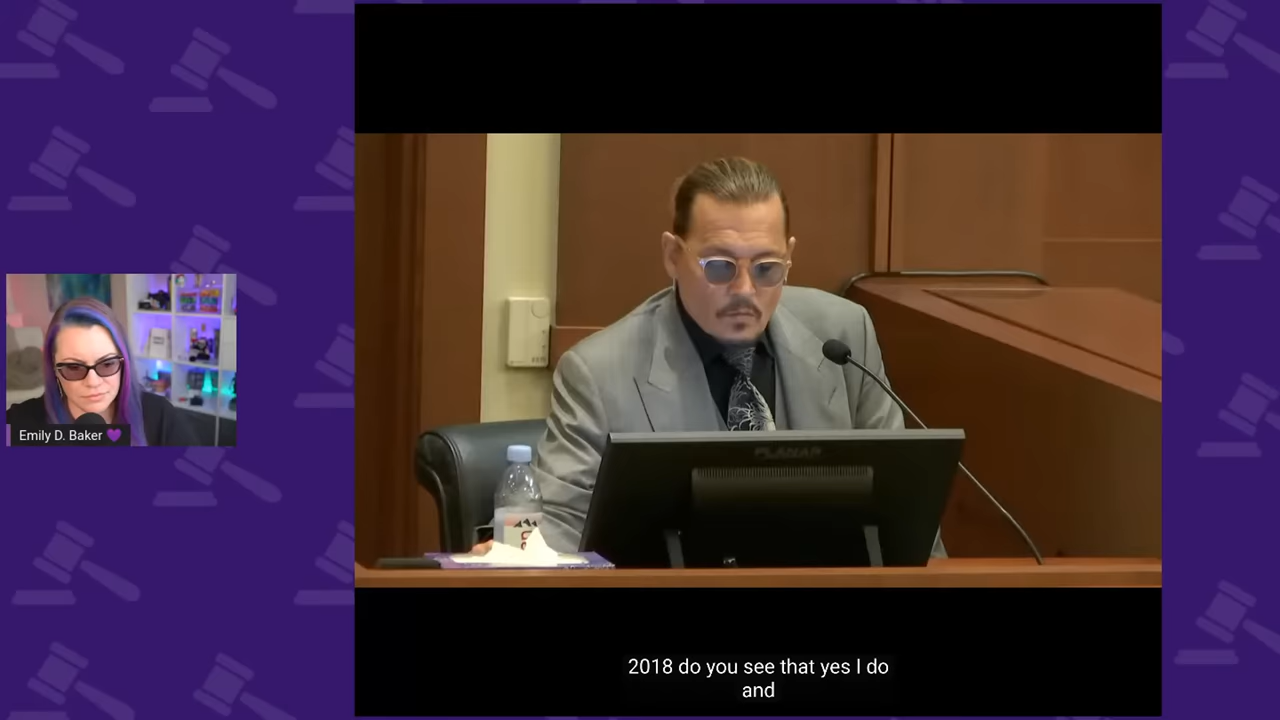 PLANAR
Emily D. Baker 💜
2018 do you see that yes I do
and